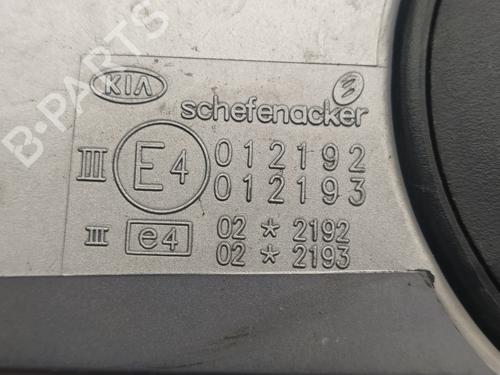 KIA
3
schefenacker
III E4 012192
012193
III e4 02 * 2192
02 * 2193
B-PARTS